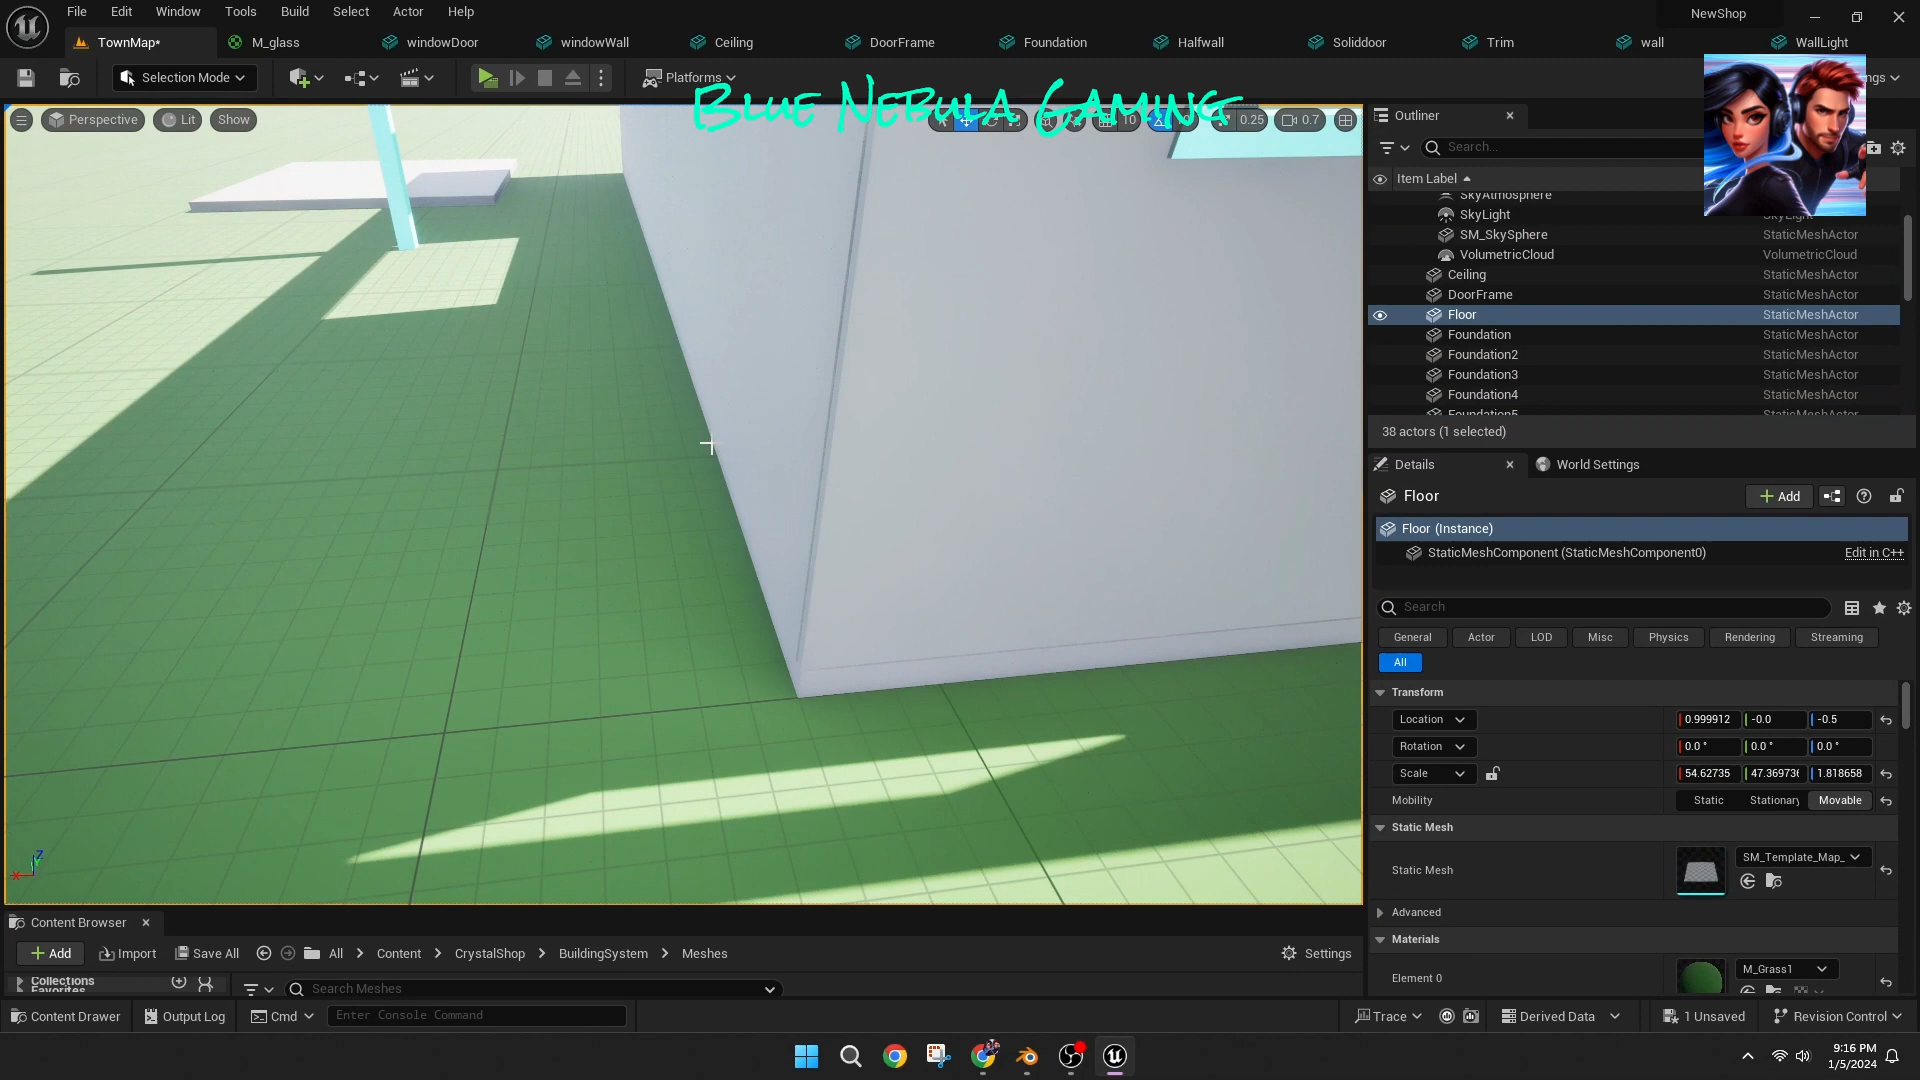 File Edit Window Tools Build Select Actor Help
NewShop
TownMap* M_glass windowDoor windowWall Ceiling DoorFrame Foundation Halfwall Soliddoor Trim wall WallLight
Selection Mode Platforms
Blue Nebula Gaming
Perspective Lit Show
10 0.25 0.7
Outliner
Search...
Item Label
SkyAtmosphere
SkyLight SkyLight
SM_SkySphere StaticMeshActor
VolumetricCloud VolumetricCloud
Ceiling StaticMeshActor
DoorFrame StaticMeshActor
Floor StaticMeshActor
Foundation StaticMeshActor
Foundation2 StaticMeshActor
Foundation3 StaticMeshActor
Foundation4 StaticMeshActor
Foundation5 StaticMeshActor
38 actors (1 selected)
Details World Settings
Floor Add
Floor (Instance)
StaticMeshComponent (StaticMeshComponent0) Edit in C++
Search
General Actor LOD Misc Physics Rendering Streaming
All
Transform
Location 0.999912 -0.0 -0.5
Rotation 0.0 ° 0.0 ° 0.0 °
Scale 54.62735 47.369736 1.818658
Mobility Static Stationary Movable
Static Mesh
Static Mesh SM_Template_Map_
Advanced
Materials
Element 0 M_Grass1
Z
X
Content Browser
Add Import Save All All Content CrystalShop BuildingSystem Meshes Settings
Collections
Favorites
Search Meshes
Content Drawer Output Log Cmd Enter Console Command Trace Derived Data 1 Unsaved Revision Control
9:16 PM
1/5/2024